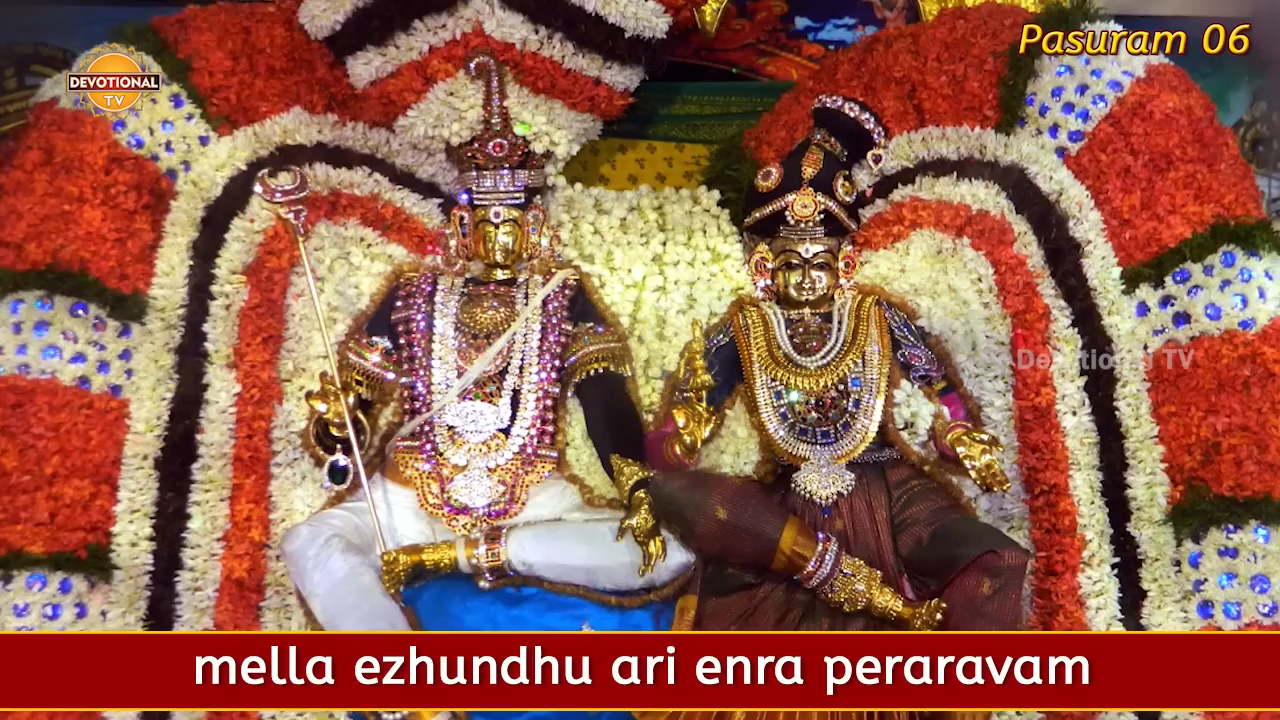 Pasuram 06
DEVOTIONAL
TV
Devotional TV
mella ezhundhu ari enra peraravam